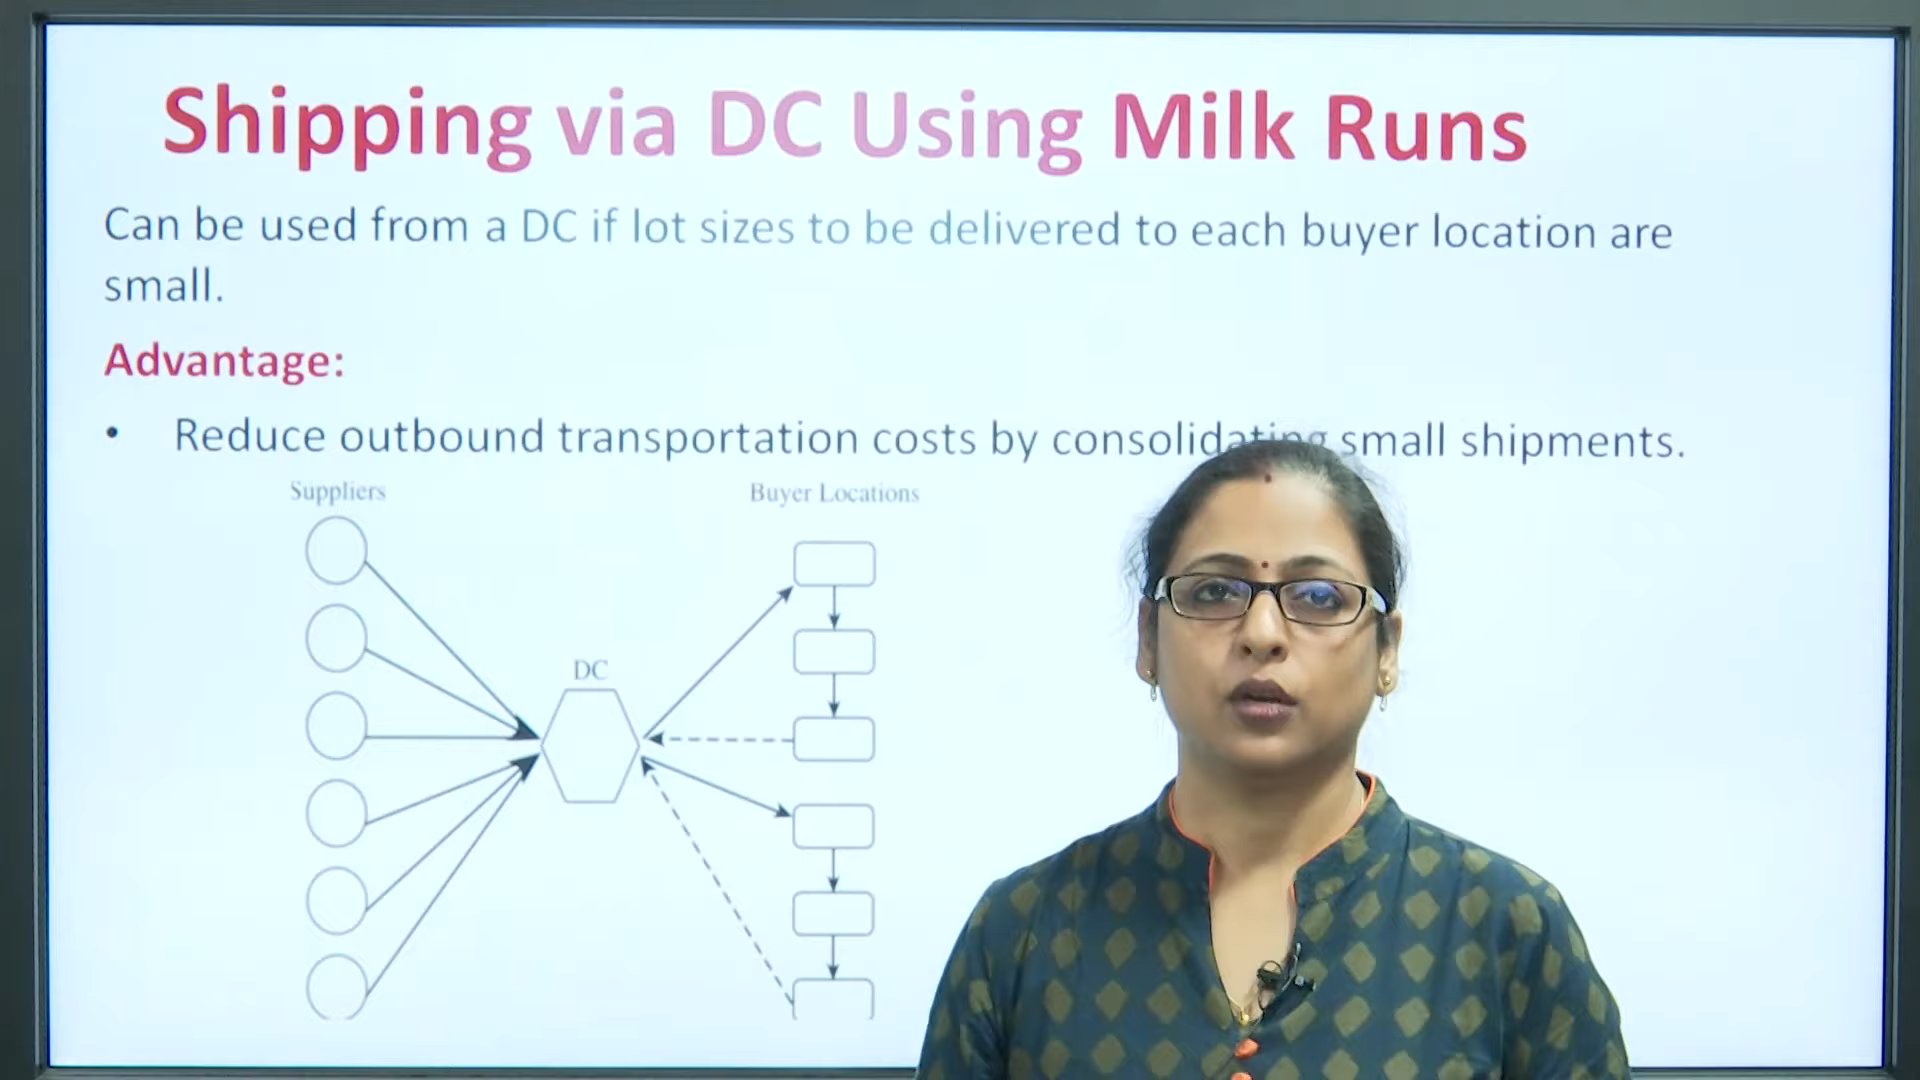 Shipping via DC Using Milk Runs
Can be used from a DC if lot sizes to be delivered to each buyer location are
small.
Advantage:
• Reduce outbound transportation costs by consolidating small shipments.
Suppliers
Buyer Locations
DC